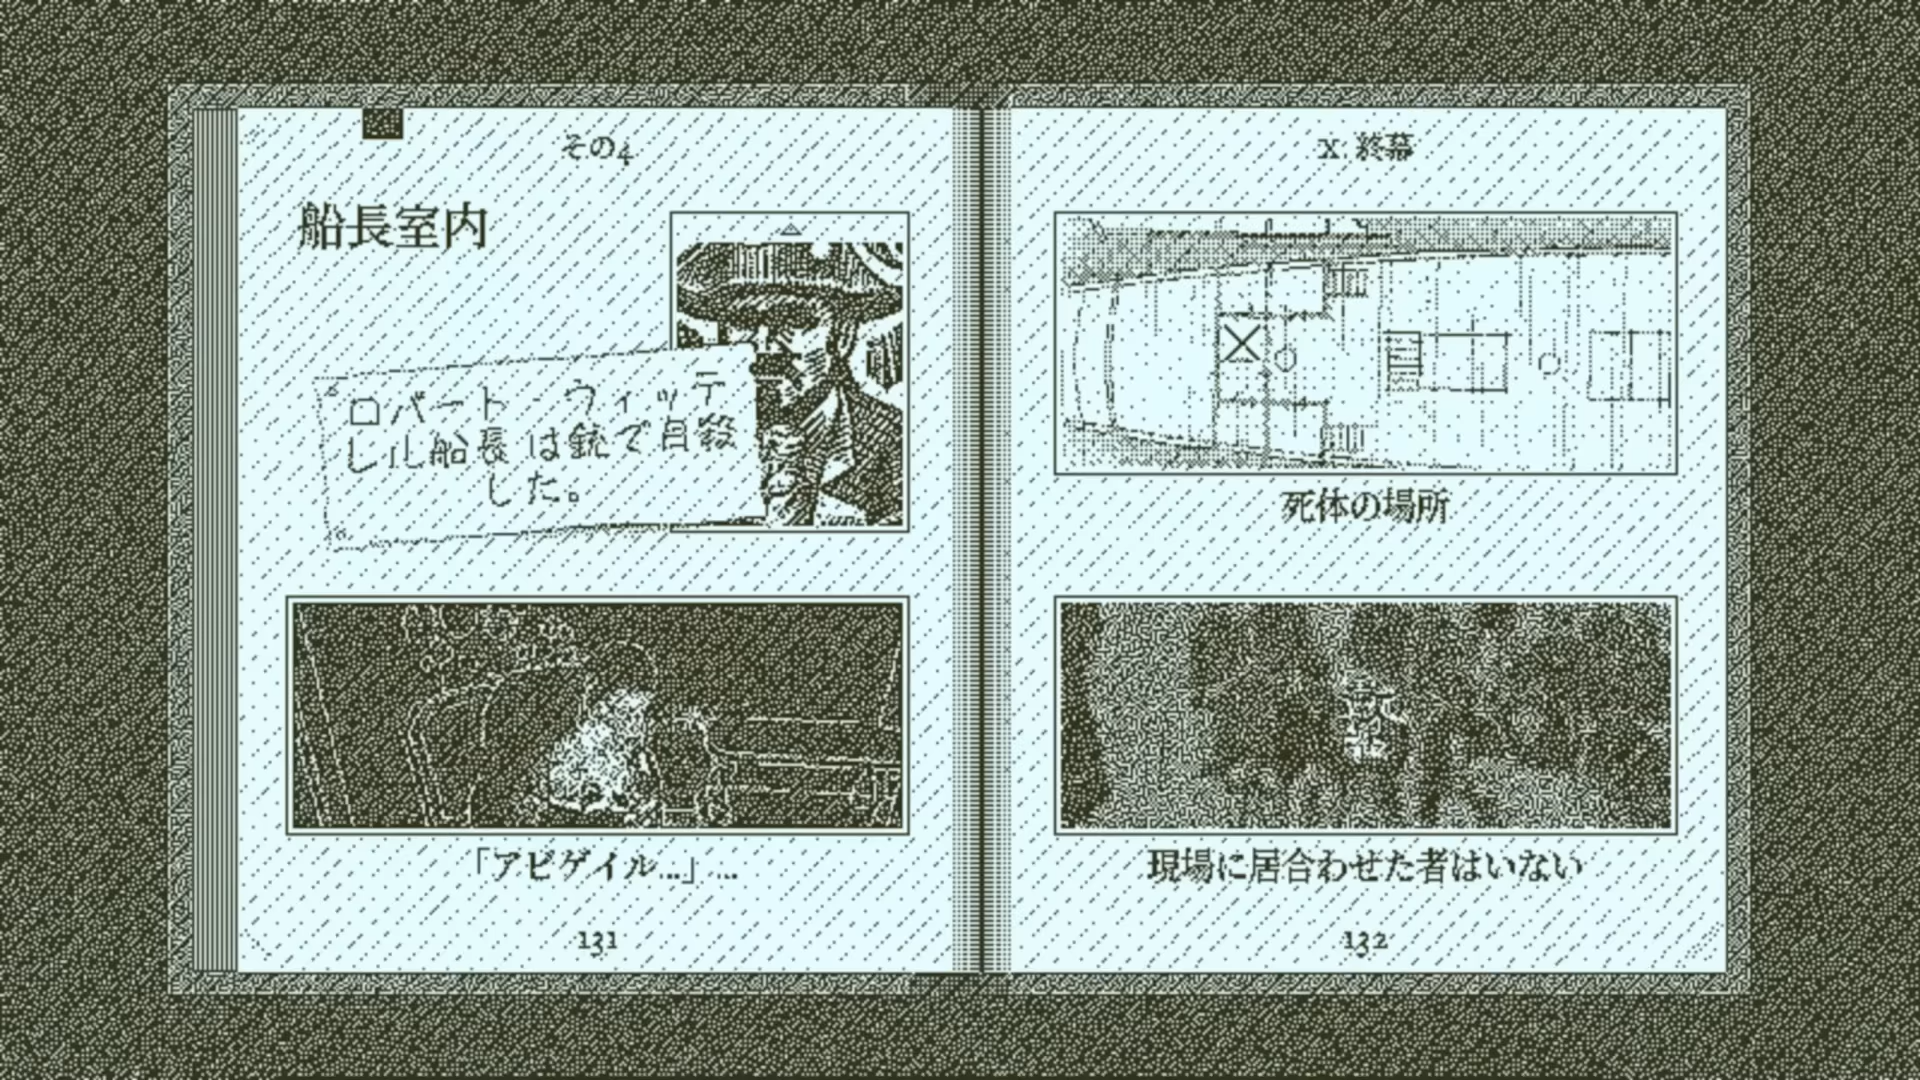 その4
船長室内
ロバート・ウィッテ
レル船長 は銃で自殺
した。
「アビゲイル...」...
131
X: 終幕
死体の場所
現場に居合わせた者はいない
132